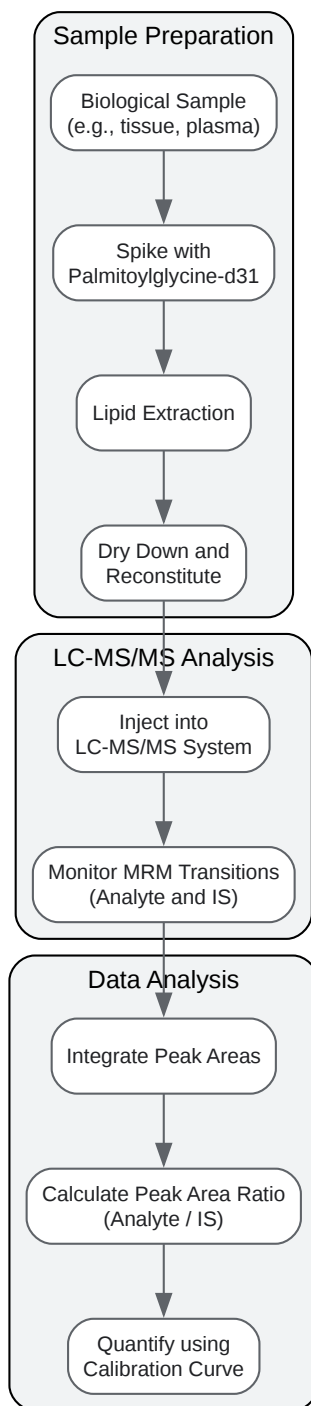 Sample Preparation
Biological Sample
(e.g., tissue, plasma)
Spike with
Palmitoylglycine-d31
Lipid Extraction
Dry Down and
Reconstitute
LC-MS/MS Analysis
Inject into
LC-MS/MS System
Monitor MRM Transitions
(Analyte and IS)
Data Analysis
Integrate Peak Areas
Calculate Peak Area Ratio
(Analyte / IS)
Quantify using
Calibration Curve